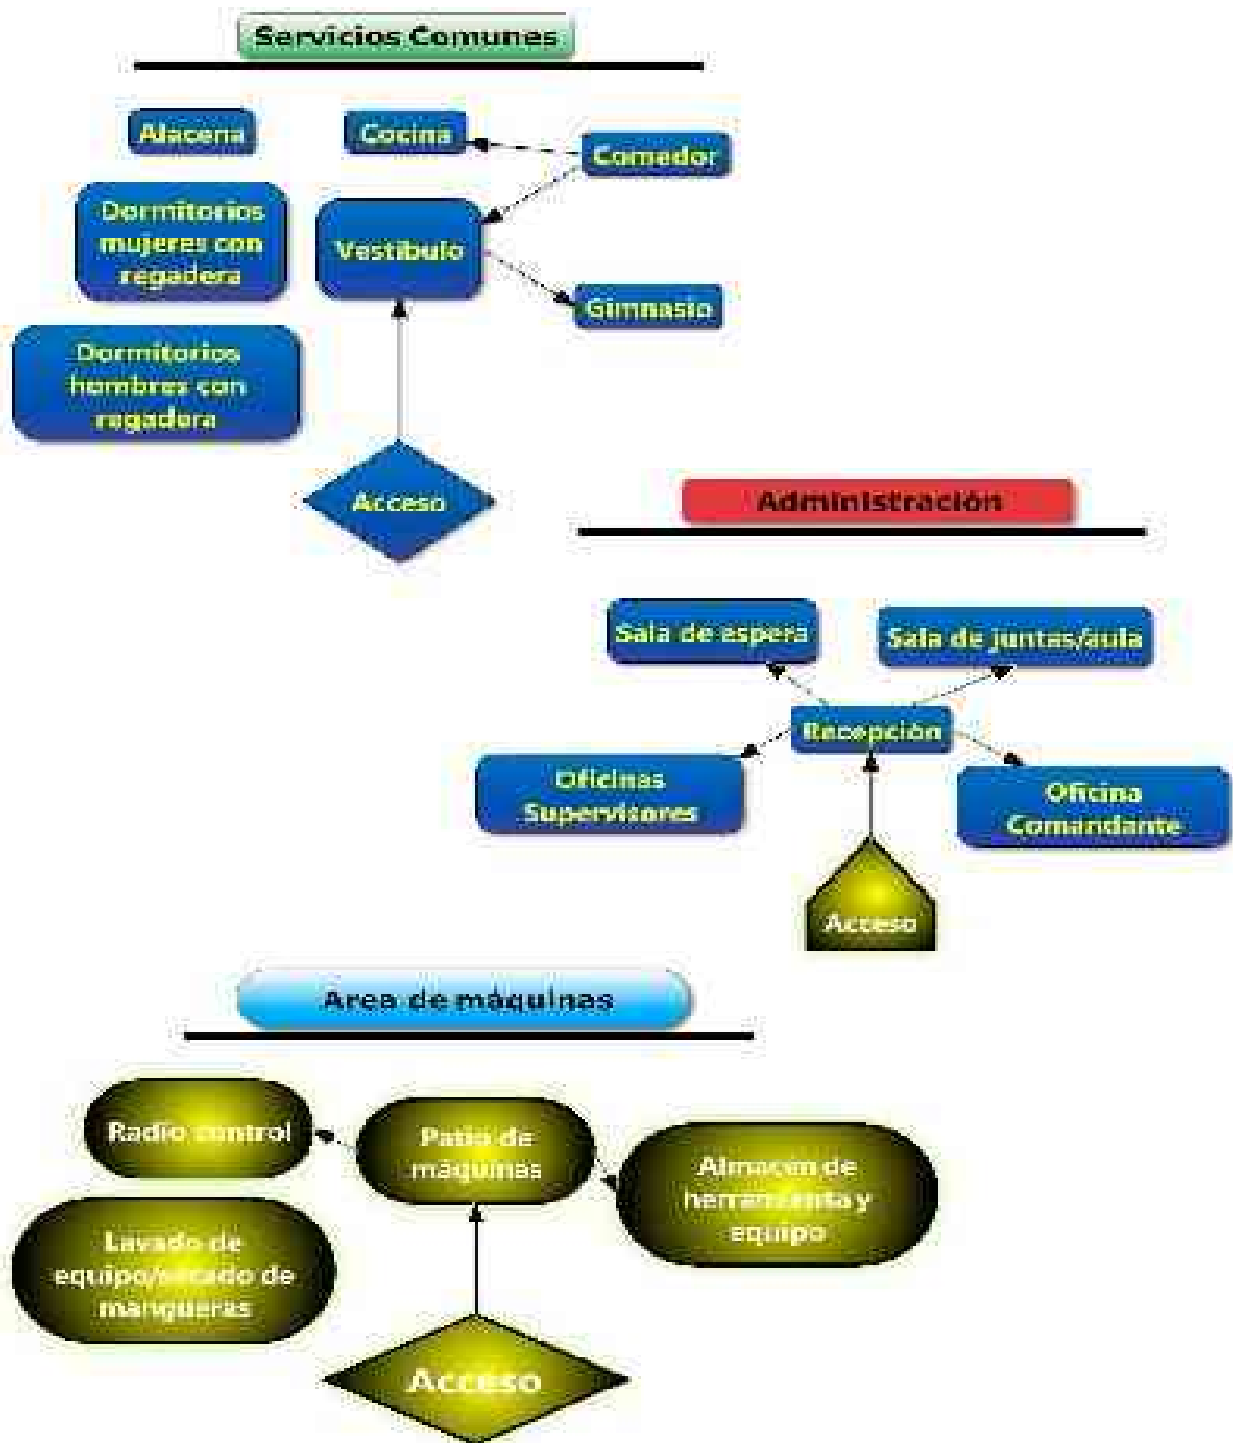 Servicios Comunes
Alacena
Cocina
Comedor
Dormitorios
mujeres con
regadera
Vestibulo
Gimnasio
Dormitorios
hombres con
regadera
Acceso
Administración
Sala de espera
Sala de juntas/aula
Recepción
Oficinas
Supervisores
Oficina
Comandante
Acceso
Area de máquinas
Radio control
Patio de
máquinas
Almacén de
herramienta y
equipo
Lavado de
equipo/secado de
mangueras
Acceso